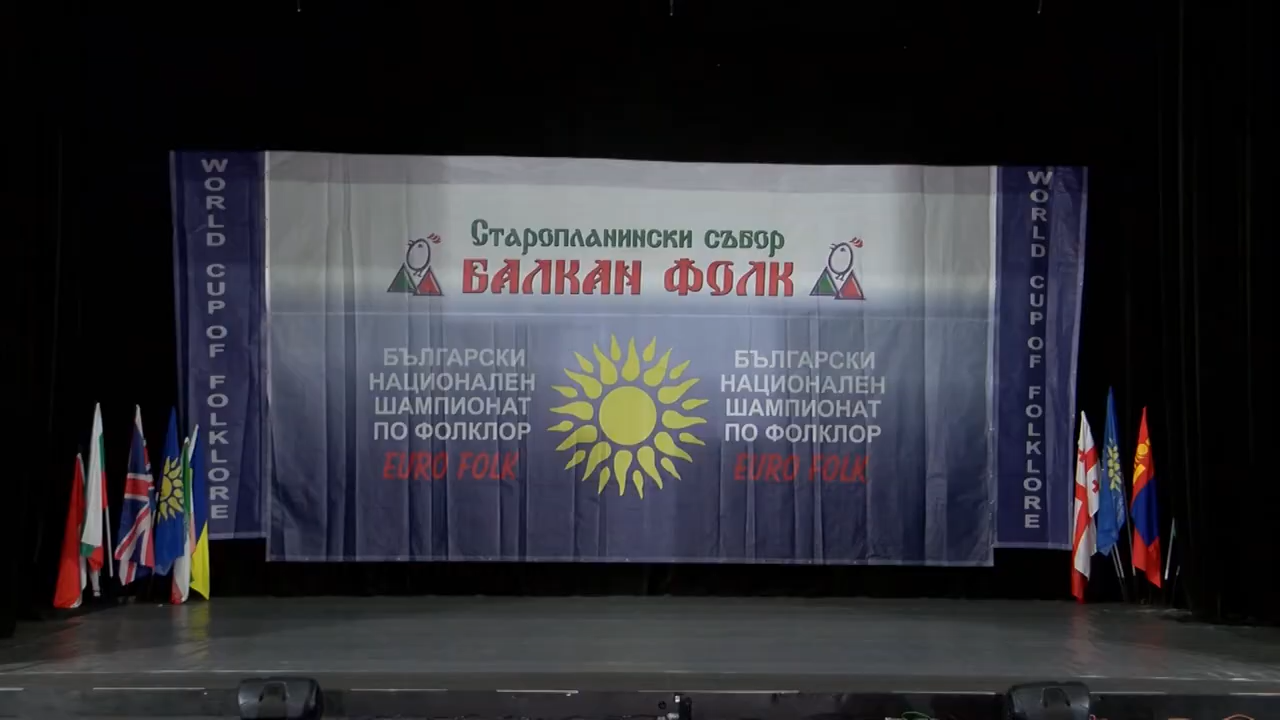 WORLD CUP OF FOLKLORE
Старопланински събор
БАЛКАН ФОЛК
БЪЛГАРСКИ
НАЦИОНАЛЕН
ШАМПИОНАТ
ПО ФОЛКЛОР
EURO FOLK
БЪЛГАРСКИ
НАЦИОНАЛЕН
ШАМПИОНАТ
ПО ФОЛКЛОР
EURO FOLK
WORLD CUP OF FOLKLORE